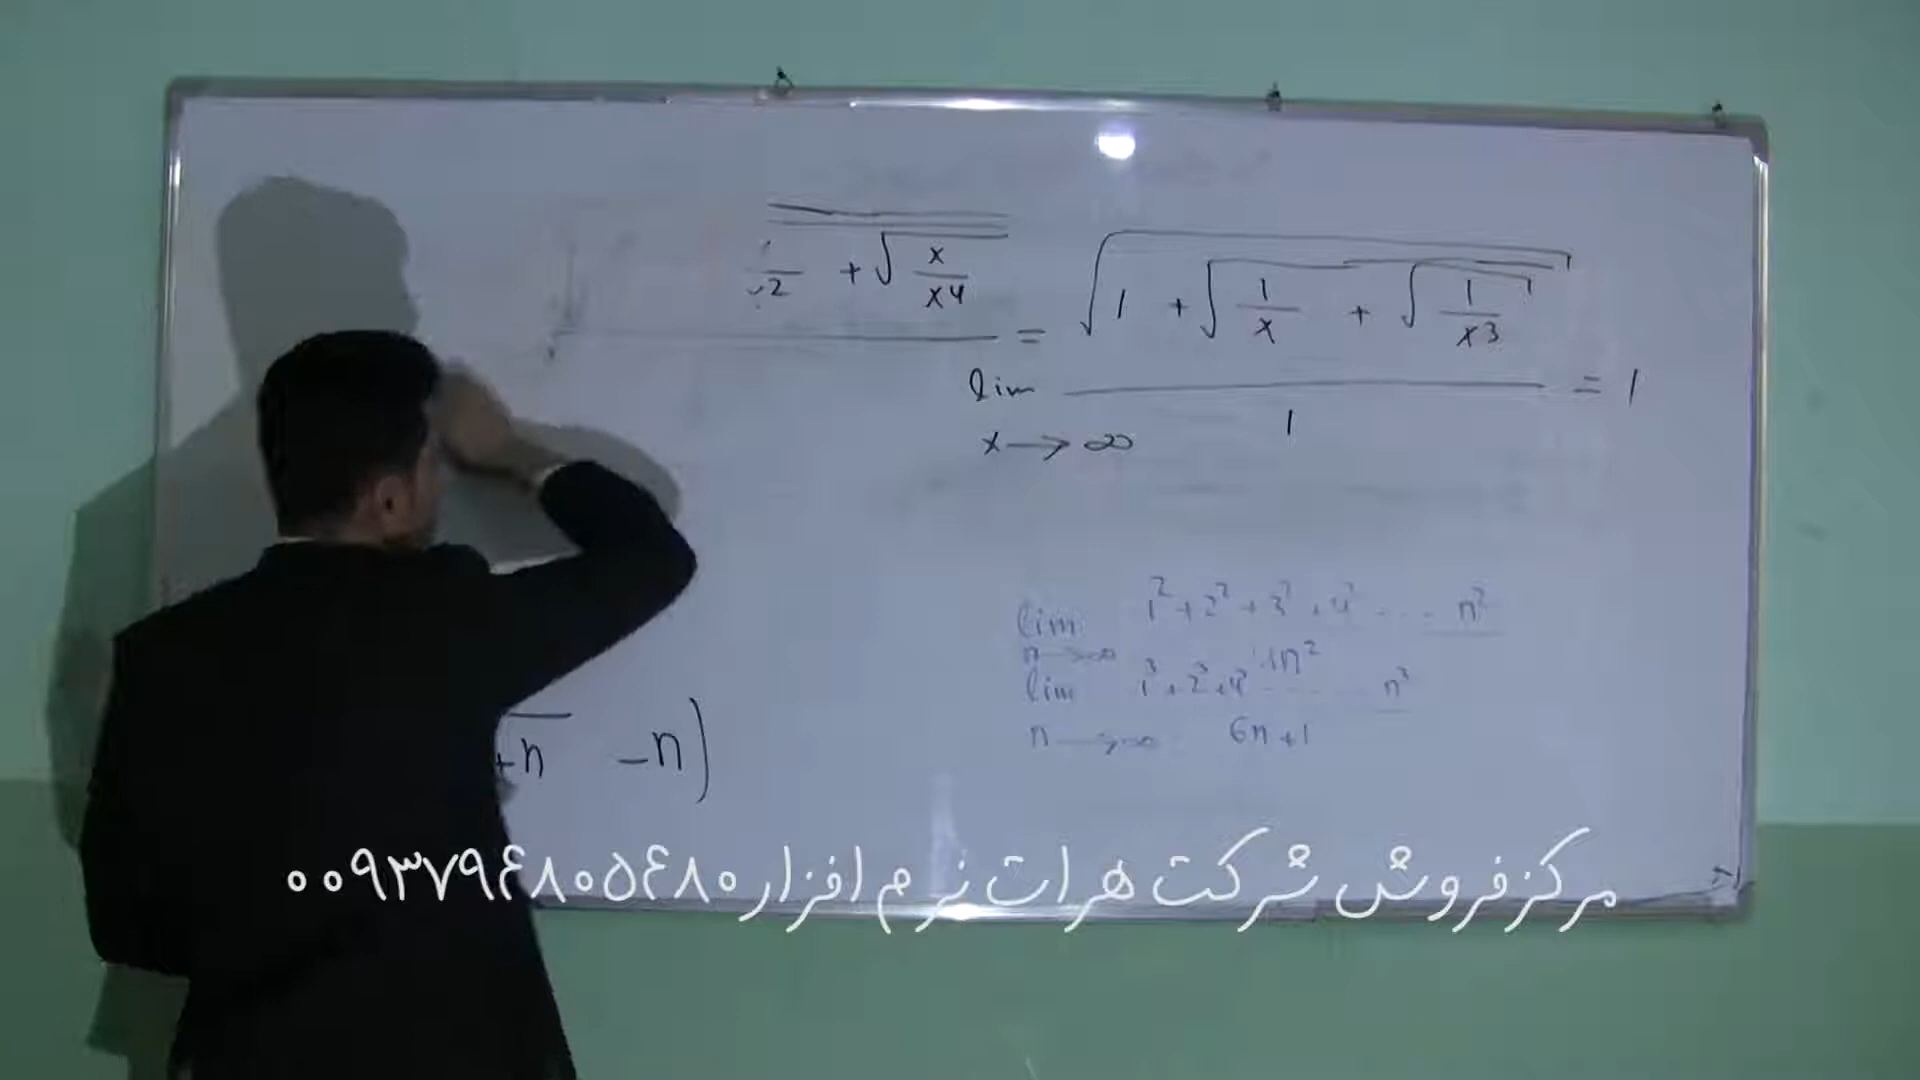 +√x/x4
= √1 + √1/x + √1/x3
lim ――― = 1
x → ∞ 1
lim 1² + 2² + 3² + 4² ... n²
n → ∞
lim 1³ + 2³ + 4³ ... n³
n → ∞ 6n + 1
+n - n)
مرکز فروش شرکت هرات نرم افزار ۰۰۹۳۷۹۶۸۰۵۶۸۰